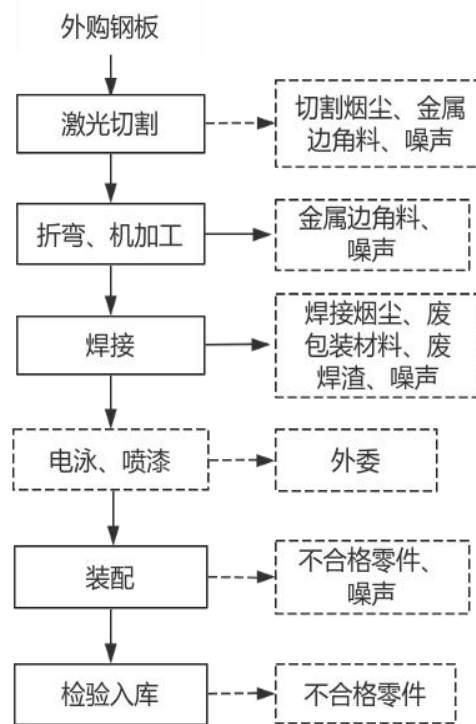 外购钢板
激光切割
切割烟尘、金属
边角料、噪声
折弯、机加工
金属边角料、
噪声
焊接
焊接烟尘、废
包装材料、废
焊渣、噪声
电泳、喷漆
外委
装配
不合格零件、
噪声
检验入库
不合格零件